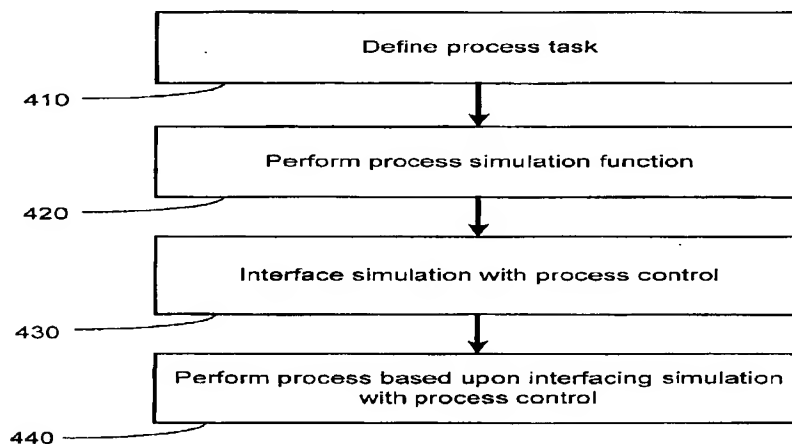 Define process task
410
Perform process simulation function
420
Interface simulation with process control
430
Perform process based upon interfacing simulation
with process control
440